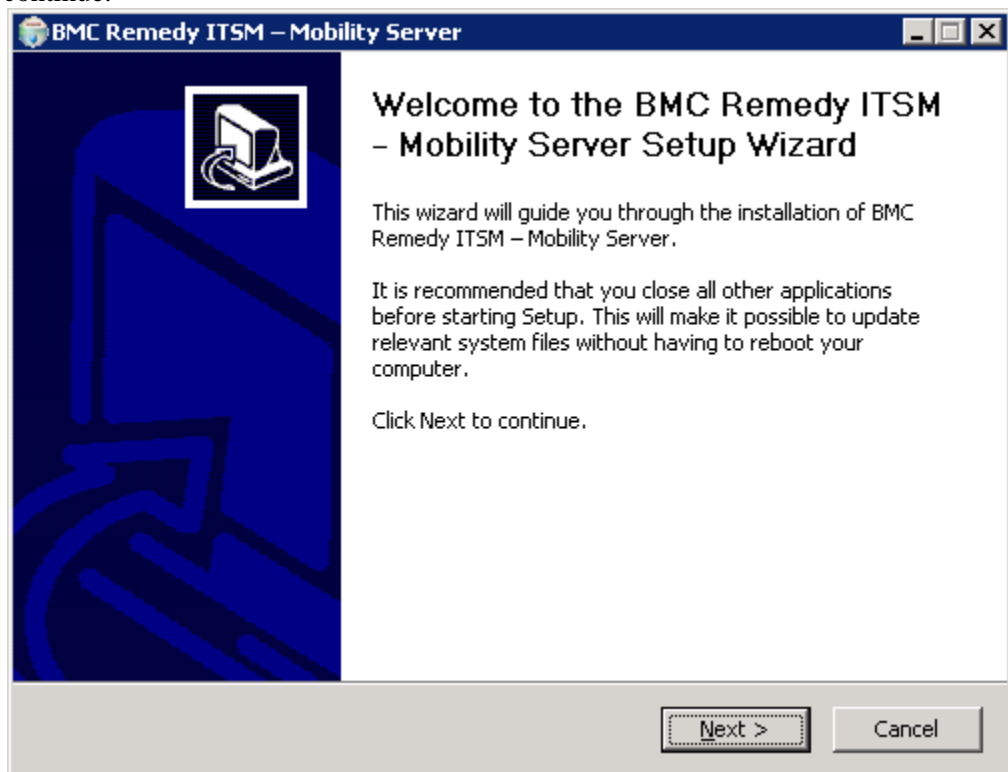 continue.
BMC Remedy ITSM – Mobility Server
Welcome to the BMC Remedy ITSM
– Mobility Server Setup Wizard
This wizard will guide you through the installation of BMC
Remedy ITSM – Mobility Server.
It is recommended that you close all other applications
before starting Setup. This will make it possible to update
relevant system files without having to reboot your
computer.
Click Next to continue.
Next >
Cancel